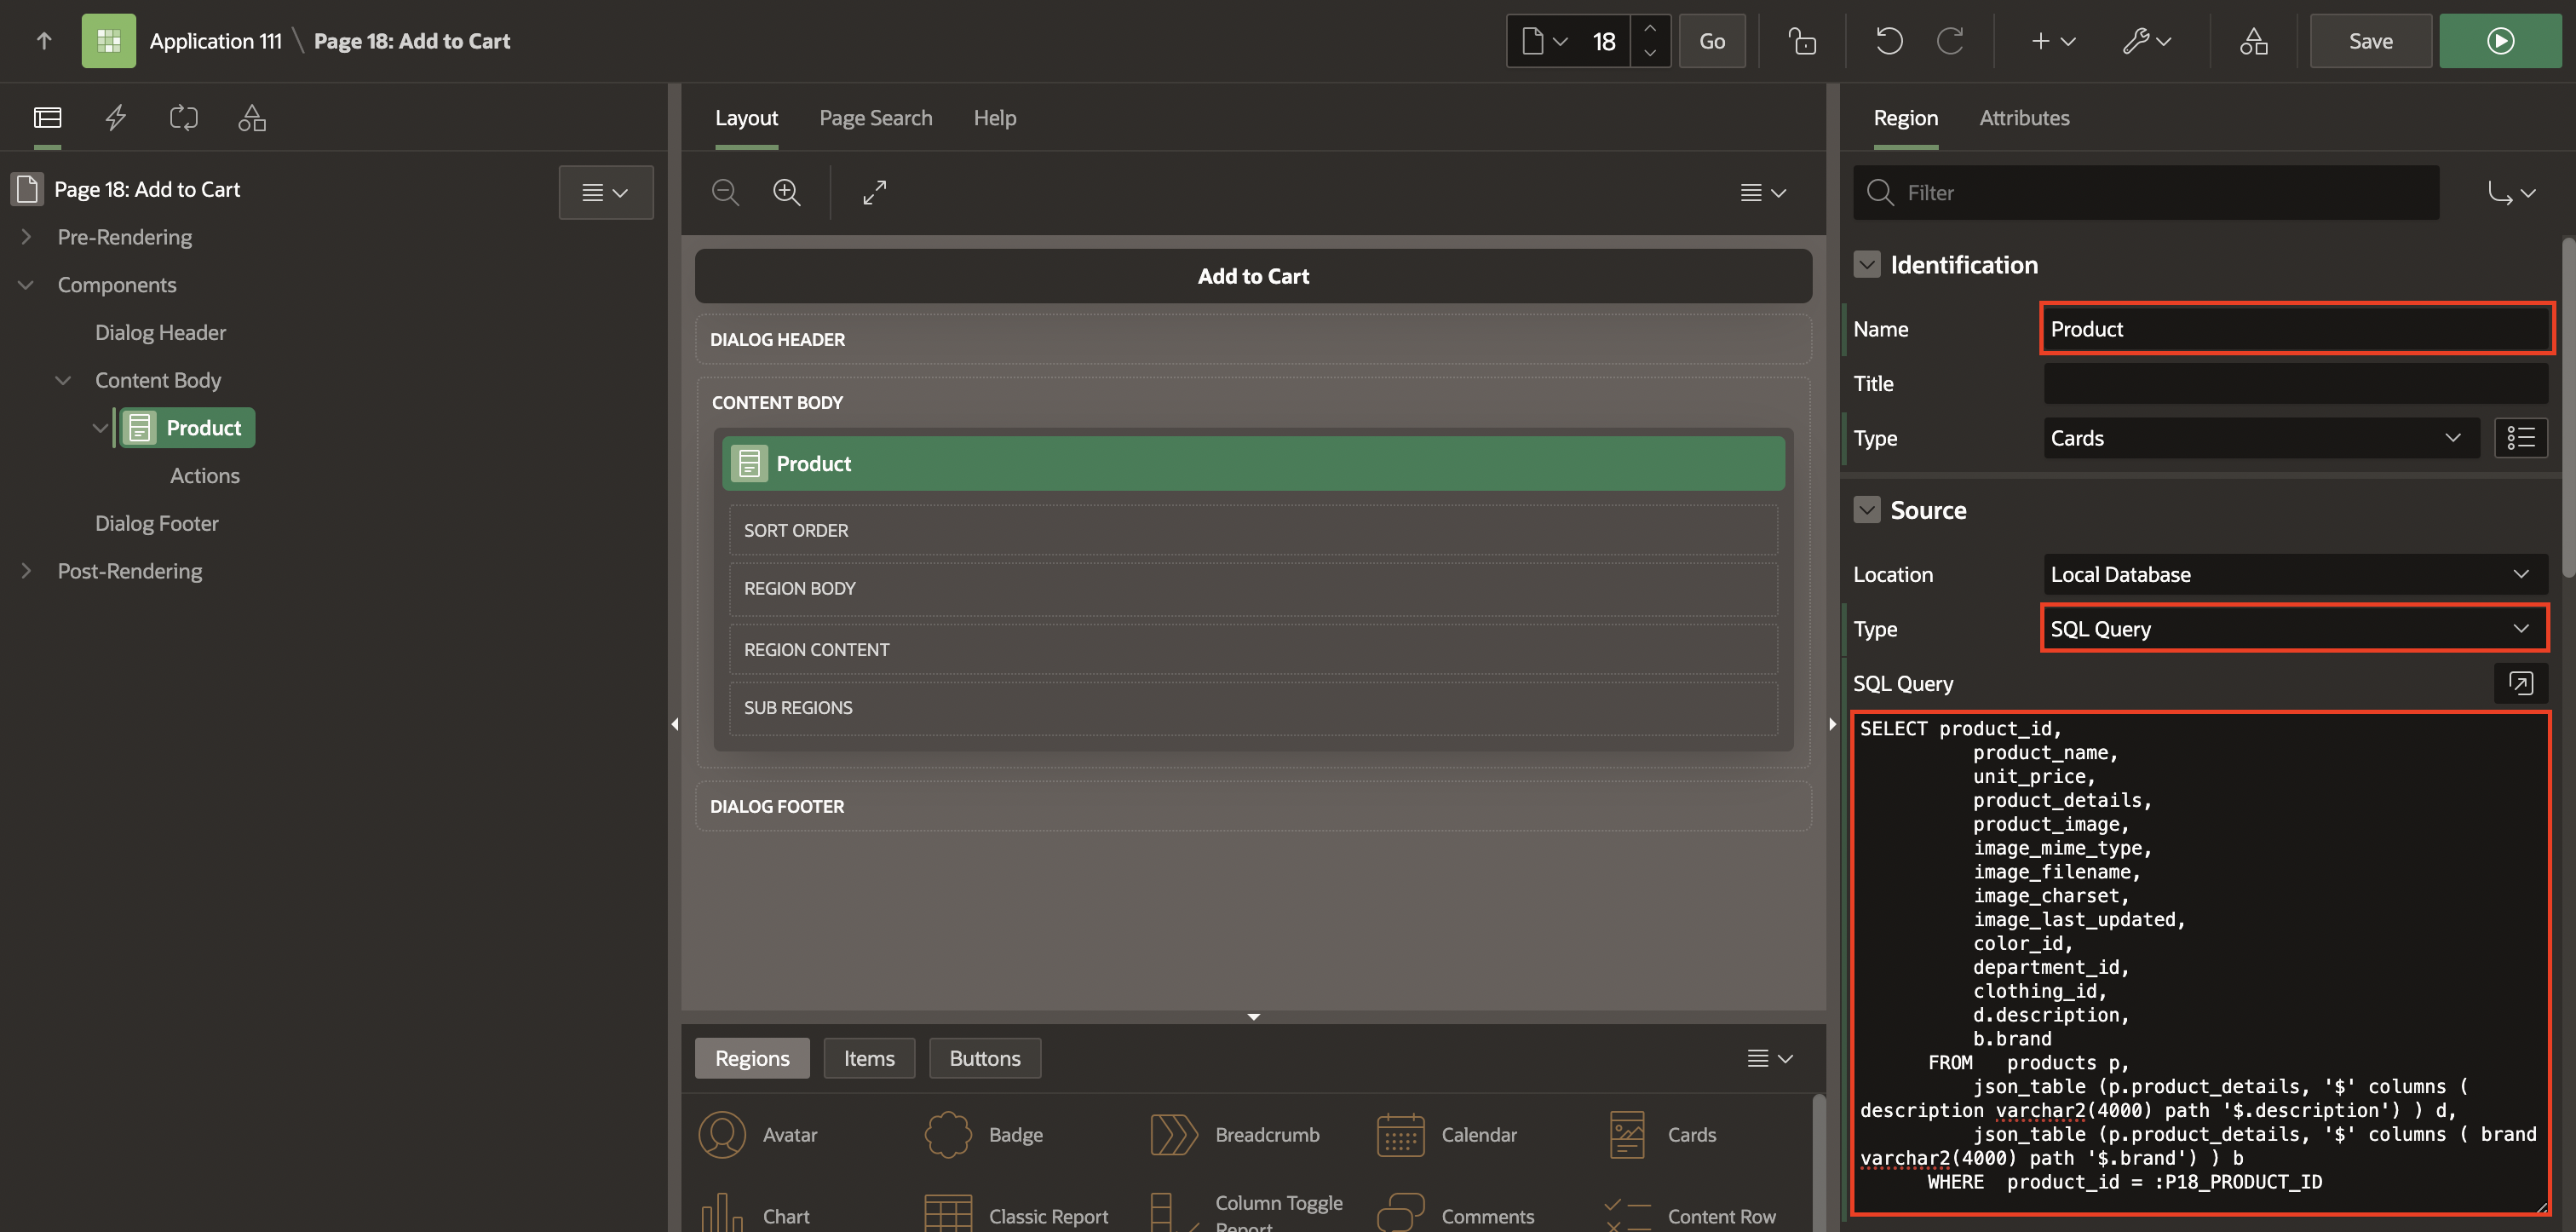 Application 111 \ Page 18: Add to Cart
18
Go
Save
Page 18: Add to Cart
Pre-Rendering
Components
Dialog Header
Content Body
Product
Actions
Dialog Footer
Post-Rendering
Layout Page Search Help
Add to Cart
DIALOG HEADER
CONTENT BODY
Product
SORT ORDER
REGION BODY
REGION CONTENT
SUB REGIONS
DIALOG FOOTER
Regions Items Buttons
Avatar Badge Breadcrumb Calendar Cards
Chart Classic Report Column Toggle Report Comments Content Row
Region Attributes
Filter
Identification
Name Product
Title
Type Cards
Source
Location Local Database
Type SQL Query
SQL Query
SELECT product_id,
product_name,
unit_price,
product_details,
product_image,
image_mime_type,
image_filename,
image_charset,
image_last_updated,
color_id,
department_id,
clothing_id,
d.description,
b.brand
FROM products p,
json_table (p.product_details, '$' columns (
description varchar2(4000) path '$.description') ) d,
json_table (p.product_details, '$' columns ( brand
varchar2(4000) path '$.brand') ) b
WHERE product_id = :P18_PRODUCT_ID